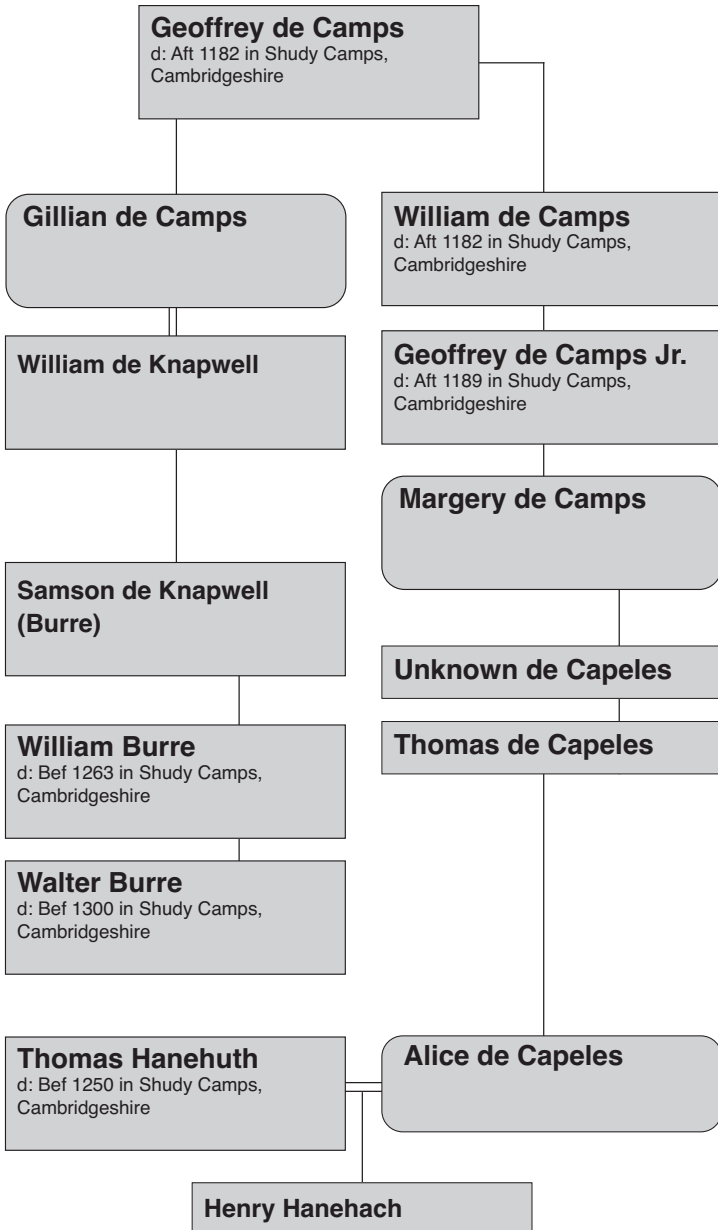 Geoffrey de Camps
d: Aft 1182 in Shudy Camps,
Cambridgeshire
Gillian de Camps
William de Camps
d: Aft 1182 in Shudy Camps,
Cambridgeshire
William de Knapwell
Geoffrey de Camps Jr.
d: Aft 1189 in Shudy Camps,
Cambridgeshire
Margery de Camps
Samson de Knapwell
(Burre)
Unknown de Capeles
William Burre
d: Bef 1263 in Shudy Camps,
Cambridgeshire
Thomas de Capeles
Walter Burre
d: Bef 1300 in Shudy Camps,
Cambridgeshire
Thomas Hanehuth
d: Bef 1250 in Shudy Camps,
Cambridgeshire
Alice de Capeles
Henry Hanehach